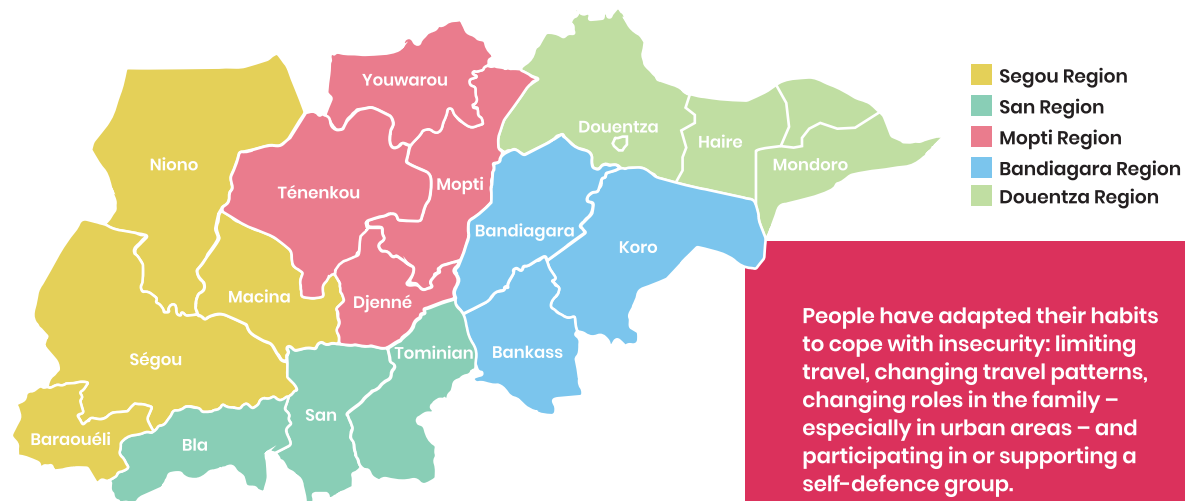 Youwarou
Douentza
Haire
Mondoro
Niono
Ténenkou
Mopti
Bandiagara
Koro
Macina
Djenné
Ségou
Tominian
Bankass
San
Baraouéli
Bla
Segou Region
San Region
Mopti Region
Bandiagara Region
Douentza Region
People have adapted their habits
to cope with insecurity: limiting
travel, changing travel patterns,
changing roles in the family –
especially in urban areas – and
participating in or supporting a
self-defence group.